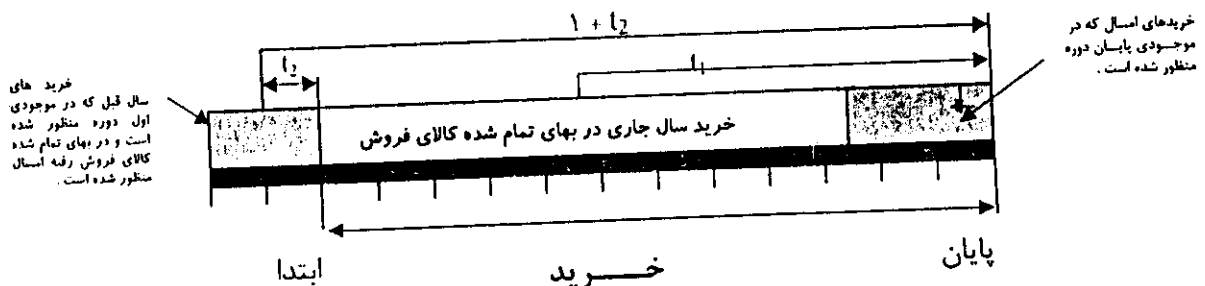 خریدهای امسال که در
موجودی پایان دوره
منظور شده است .
۱ + t₂
t₂
t₁
خرید های
سال قبل که در موجودی
اول دوره منظور شده
است و در بهای تمام شده
کالای فروش رفته امسال
منظور شده است .
خرید سال جاری در بهای تمام شده کالای فروش
ابتدا
خرید
پایان